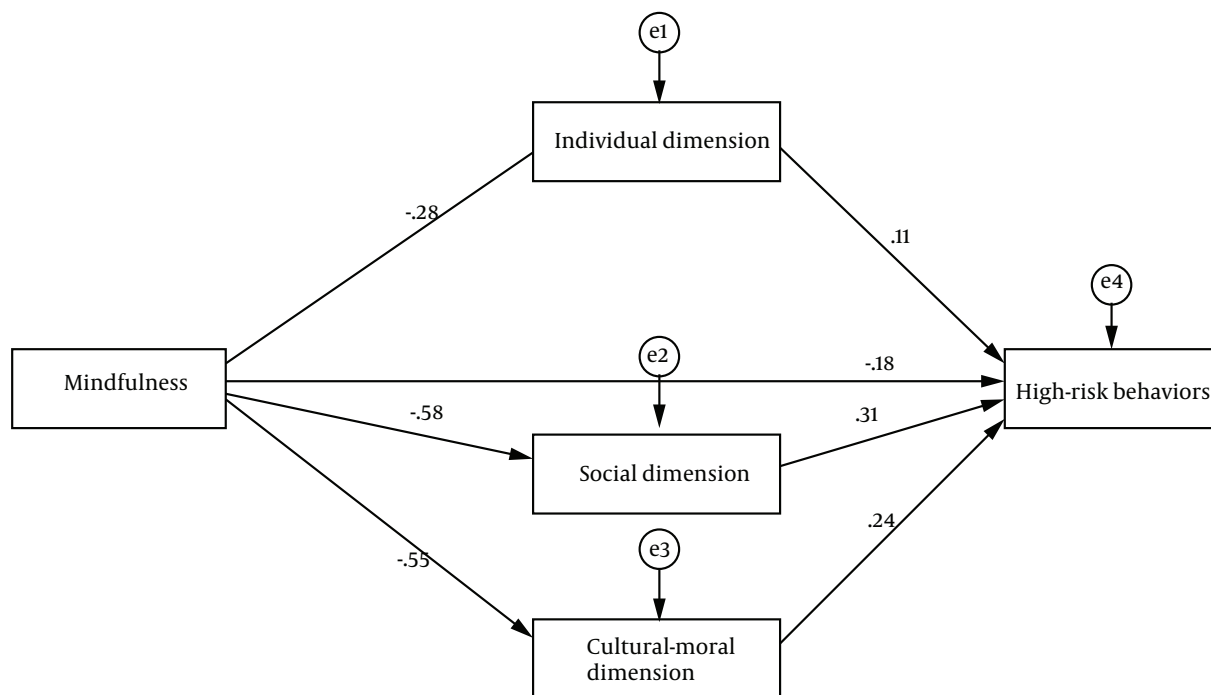 e1
Individual dimension
-.28
.11
e4
e2
Mindfulness
-.18
High-risk behaviors
-.58
.31
Social dimension
.24
e3
-.55
Cultural-moral
dimension